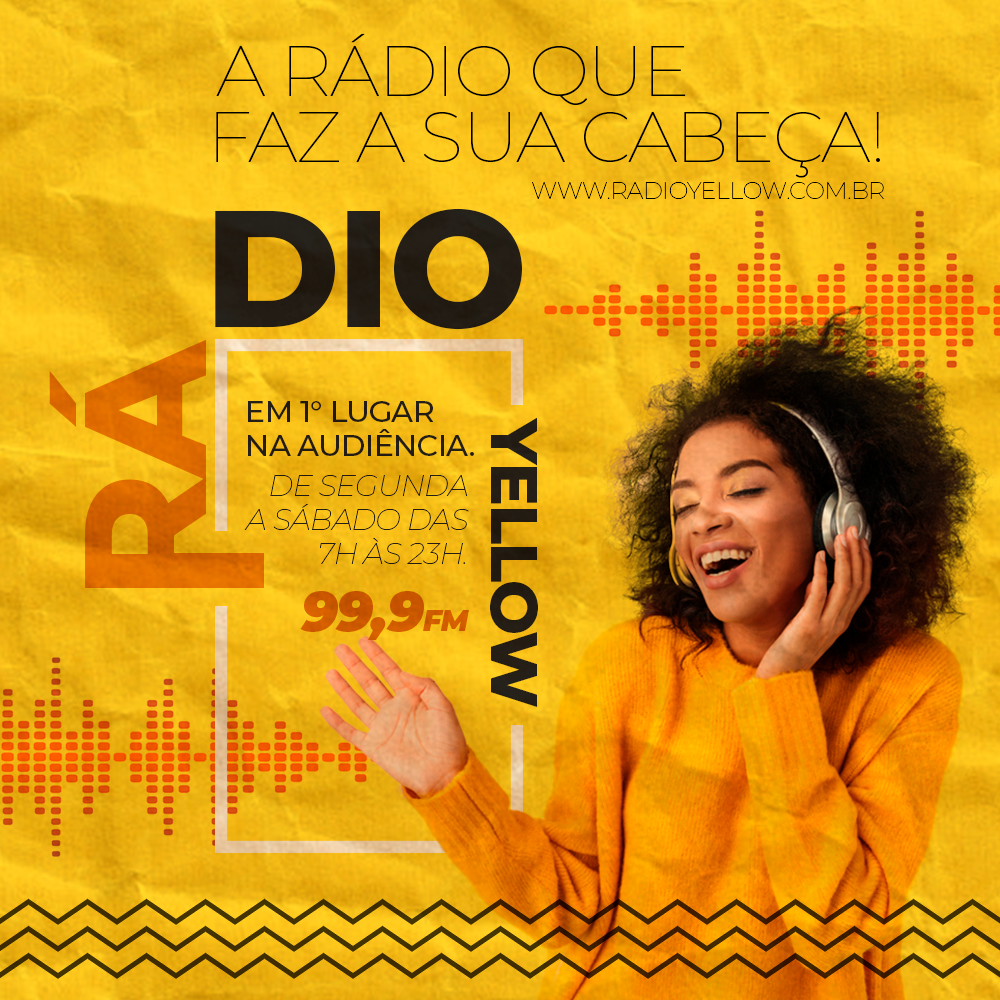 A RÁDIO QUE
FAZ A SUA CABEÇA!
WWW.RADIOYELLOW.COM.BR
RÁ
DIO
YELLOW
EM 1º LUGAR
NA AUDIÊNCIA.
DE SEGUNDA
A SÁBADO DAS
7H ÀS 23H.
99,9FM